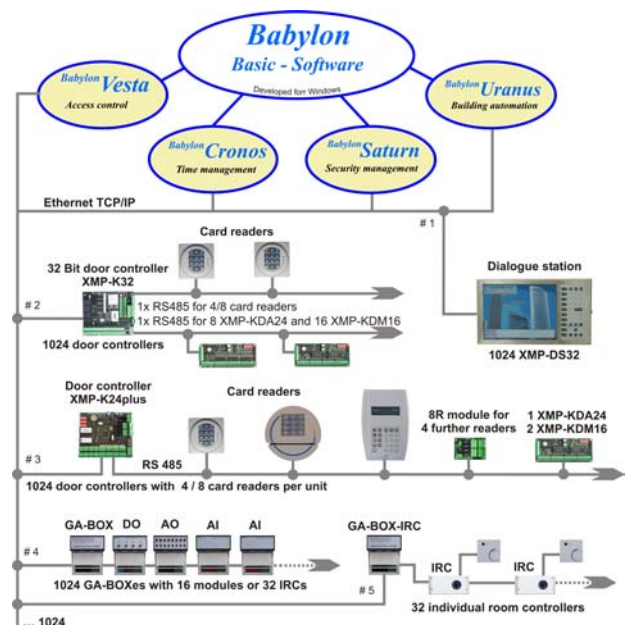 Babylon
Basic - Software
Developed forr Windows
Babylon Vesta
Access control
Babylon Uranus
Building automation
Babylon Cronos
Time management
Babylon Saturn
Security management
Ethernet TCP/IP
# 1
Card readers
32 Bit door controller
XMP-K32
Dialogue station
# 2
1x RS485 for 4/8 card readers
1x RS485 for 8 XMP-KDA24 and 16 XMP-KDM16
1024 door controllers
1024 XMP-DS32
Door controller
XMP-K24plus
Card readers
8R module for
4 further readers
1 XMP-KDA24
2 XMP-KDM16
# 3
RS 485
1024 door controllers with 4 / 8 card readers per unit
GA-BOX
DO
AO
AI
AI
GA-BOX-IRC
# 4
IRC
IRC
1024 GA-BOXes with 16 modules or 32 IRCs
# 5
32 individual room controllers
... 1024